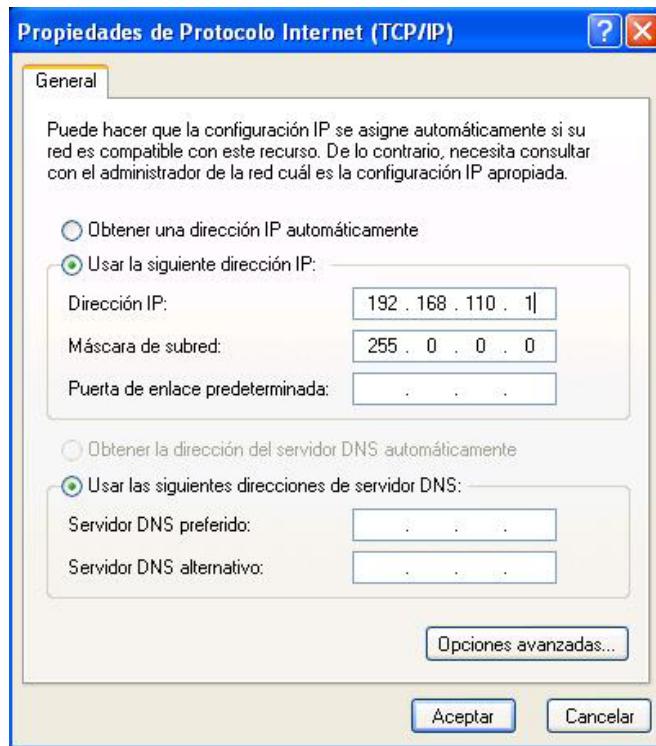 Propiedades de Protocolo Internet (TCP/IP)
General
Puede hacer que la configuración IP se asigne automáticamente si su
red es compatible con este recurso. De lo contrario, necesita consultar
con el administrador de la red cuál es la configuración IP apropiada.
Obtener una dirección IP automáticamente
Usar la siguiente dirección IP:
Dirección IP: 192 . 168 . 110 . 1
Máscara de subred: 255 . 0 . 0 . 0
Puerta de enlace predeterminada: . . .
Obtener la dirección del servidor DNS automáticamente
Usar las siguientes direcciones de servidor DNS:
Servidor DNS preferido: . . .
Servidor DNS alternativo: . . .
Opciones avanzadas...
Aceptar Cancelar